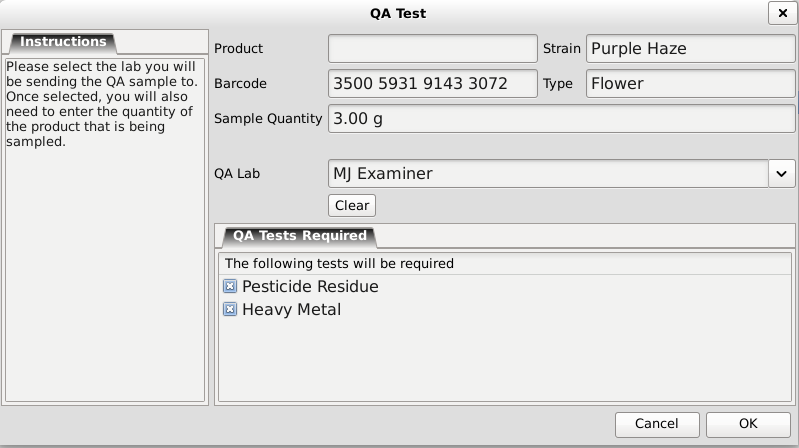 QA Test
Instructions
Please select the lab you will
be sending the QA sample to.
Once selected, you will also
need to enter the quantity of
the product that is being
sampled.
Product Strain Purple Haze
Barcode 3500 5931 9143 3072 Type Flower
Sample Quantity 3.00 g
QA Lab MJ Examiner
Clear
QA Tests Required
The following tests will be required
Pesticide Residue
Heavy Metal
Cancel OK